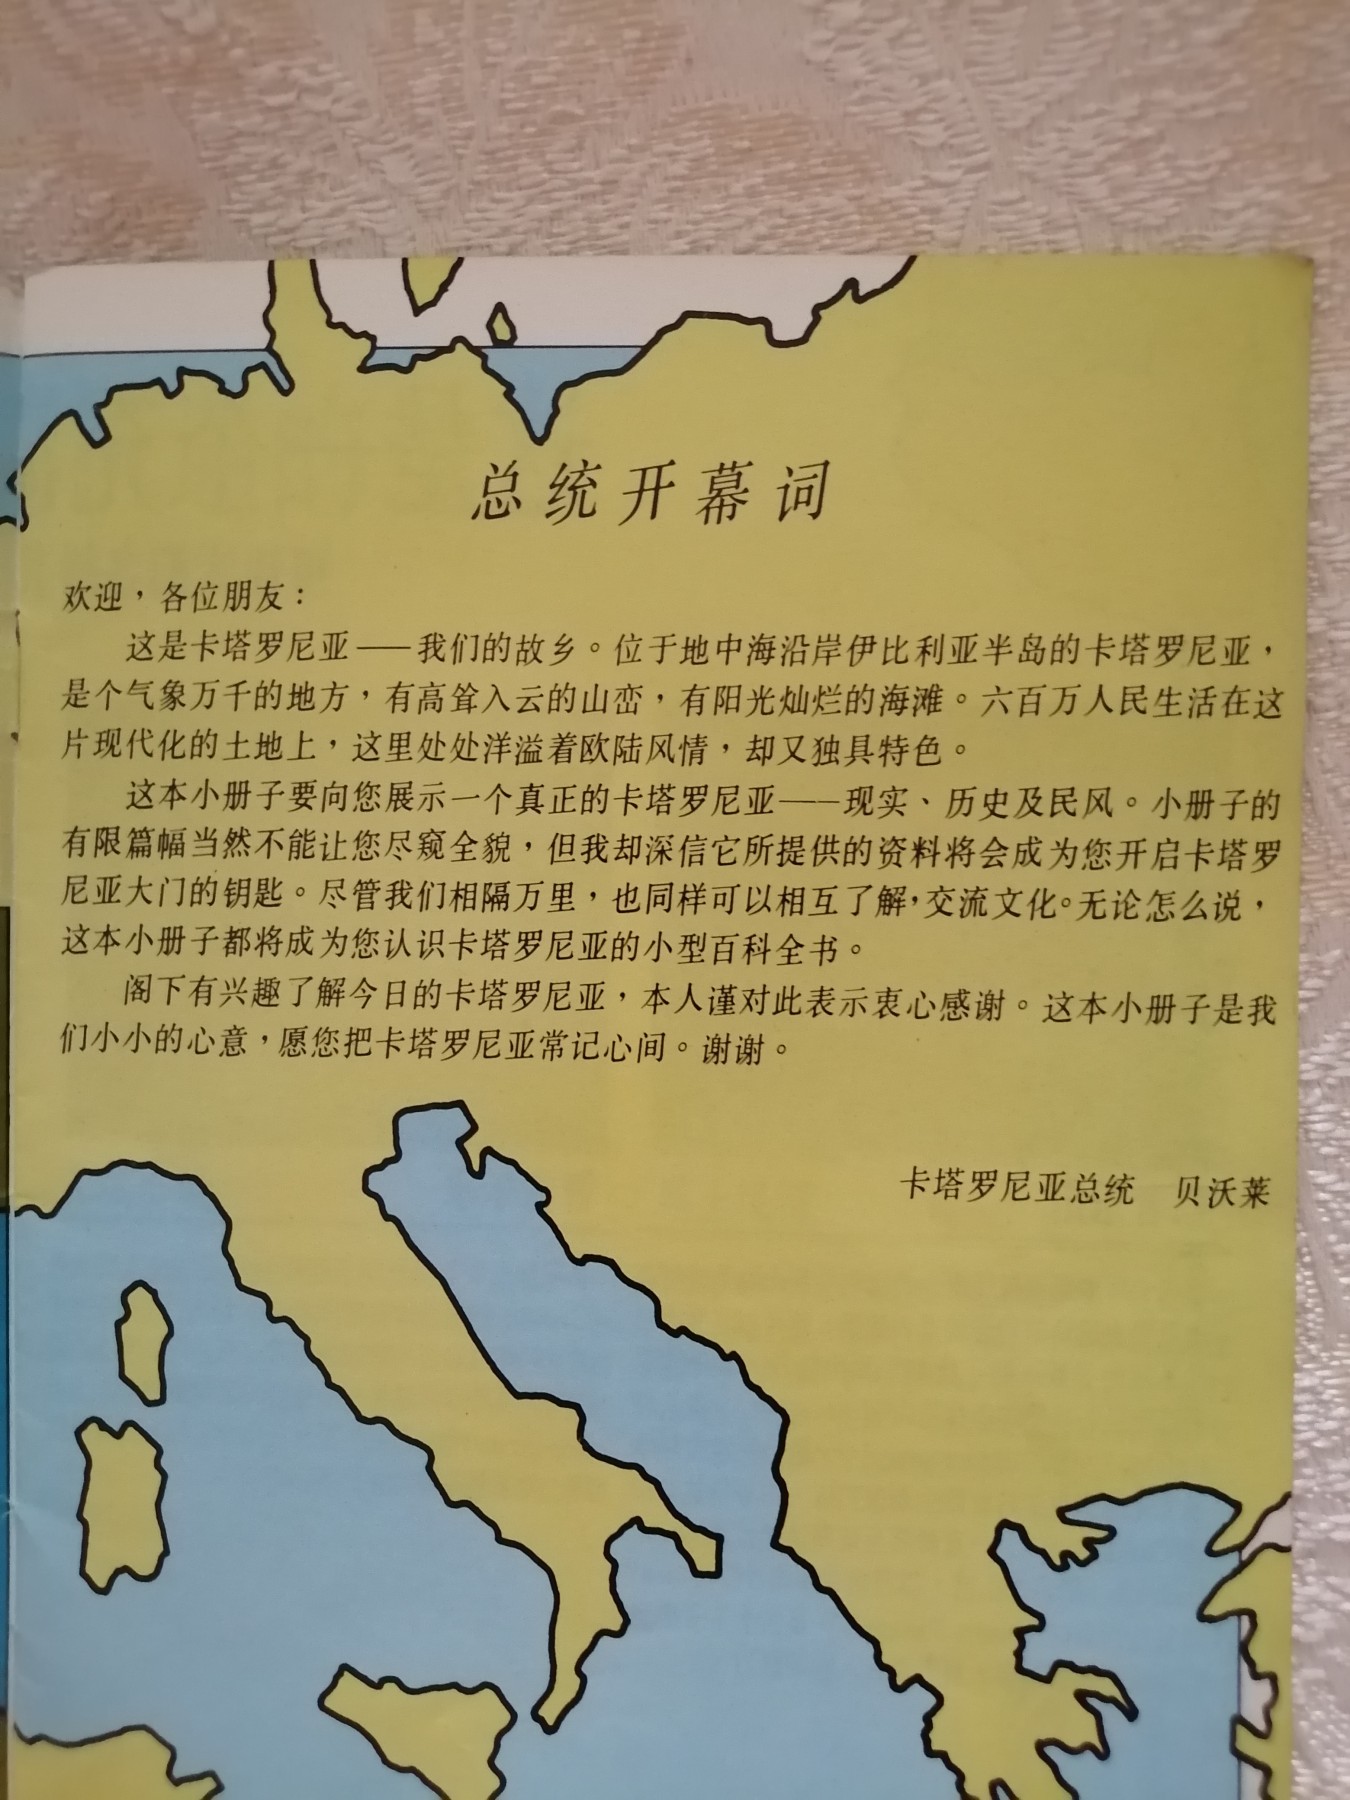 总统开幕词
欢迎，各位朋友：
这是卡塔罗尼亚——我们的故乡。位于地中海沿岸伊比利亚半岛的卡塔罗尼亚，
是个气象万千的地方，有高耸入云的山峦，有阳光灿烂的海滩。六百万人民生活在这
片现代化的土地上，这里处处洋溢着欧陆风情，却又独具特色。
这本小册子要向您展示一个真正的卡塔罗尼亚——现实、历史及民风。小册子的
有限篇幅当然不能让您尽窥全貌，但我却深信它所提供的资料将会成为您开启卡塔罗
尼亚大门的钥匙。尽管我们相隔万里，也同样可以相互了解，交流文化。无论怎么说，
这本小册子都将成为您认识卡塔罗尼亚的小型百科全书。
阁下有兴趣了解今日的卡塔罗尼亚，本人谨对此表示衷心感谢。这本小册子是我
们小小的心意，愿您把卡塔罗尼亚常记心间。谢谢。
卡塔罗尼亚总统　贝沃莱